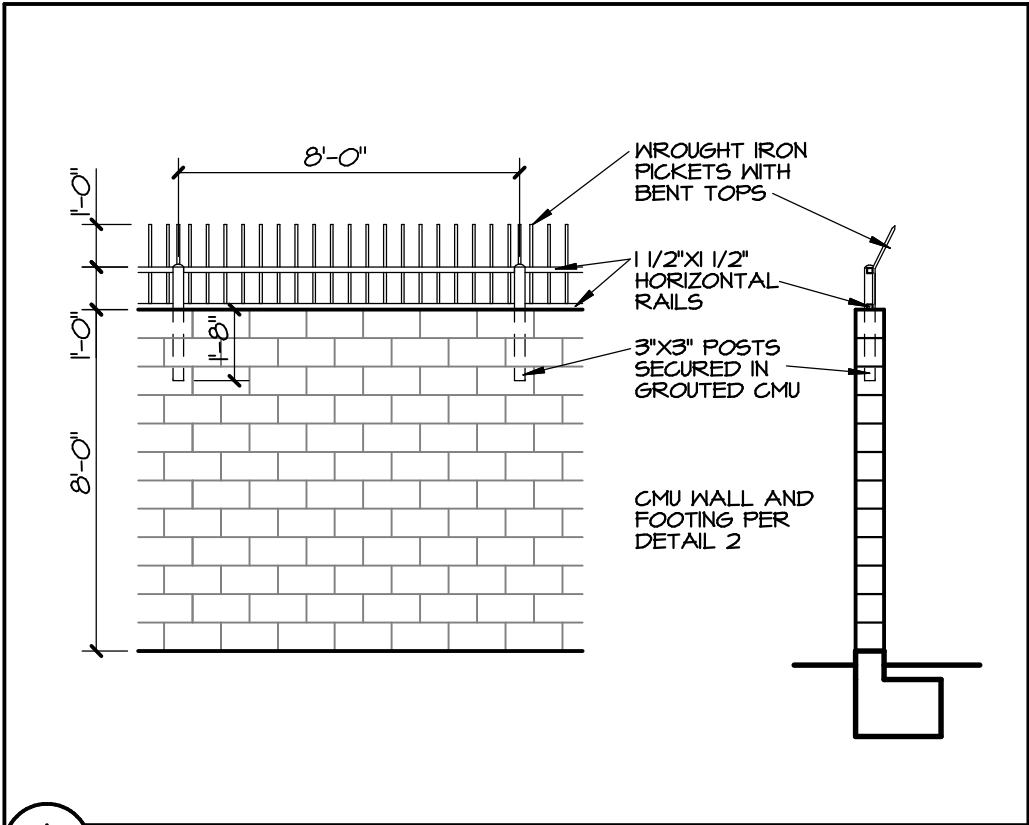 8'-0"
1'-0"
1'-0"
8'-0"
1'-8"
WROUGHT IRON
PICKETS WITH
BENT TOPS
1 1/2"X1 1/2"
HORIZONTAL
RAILS
3"X3" POSTS
SECURED IN
GROUTED CMU
CMU WALL AND
FOOTING PER
DETAIL 2